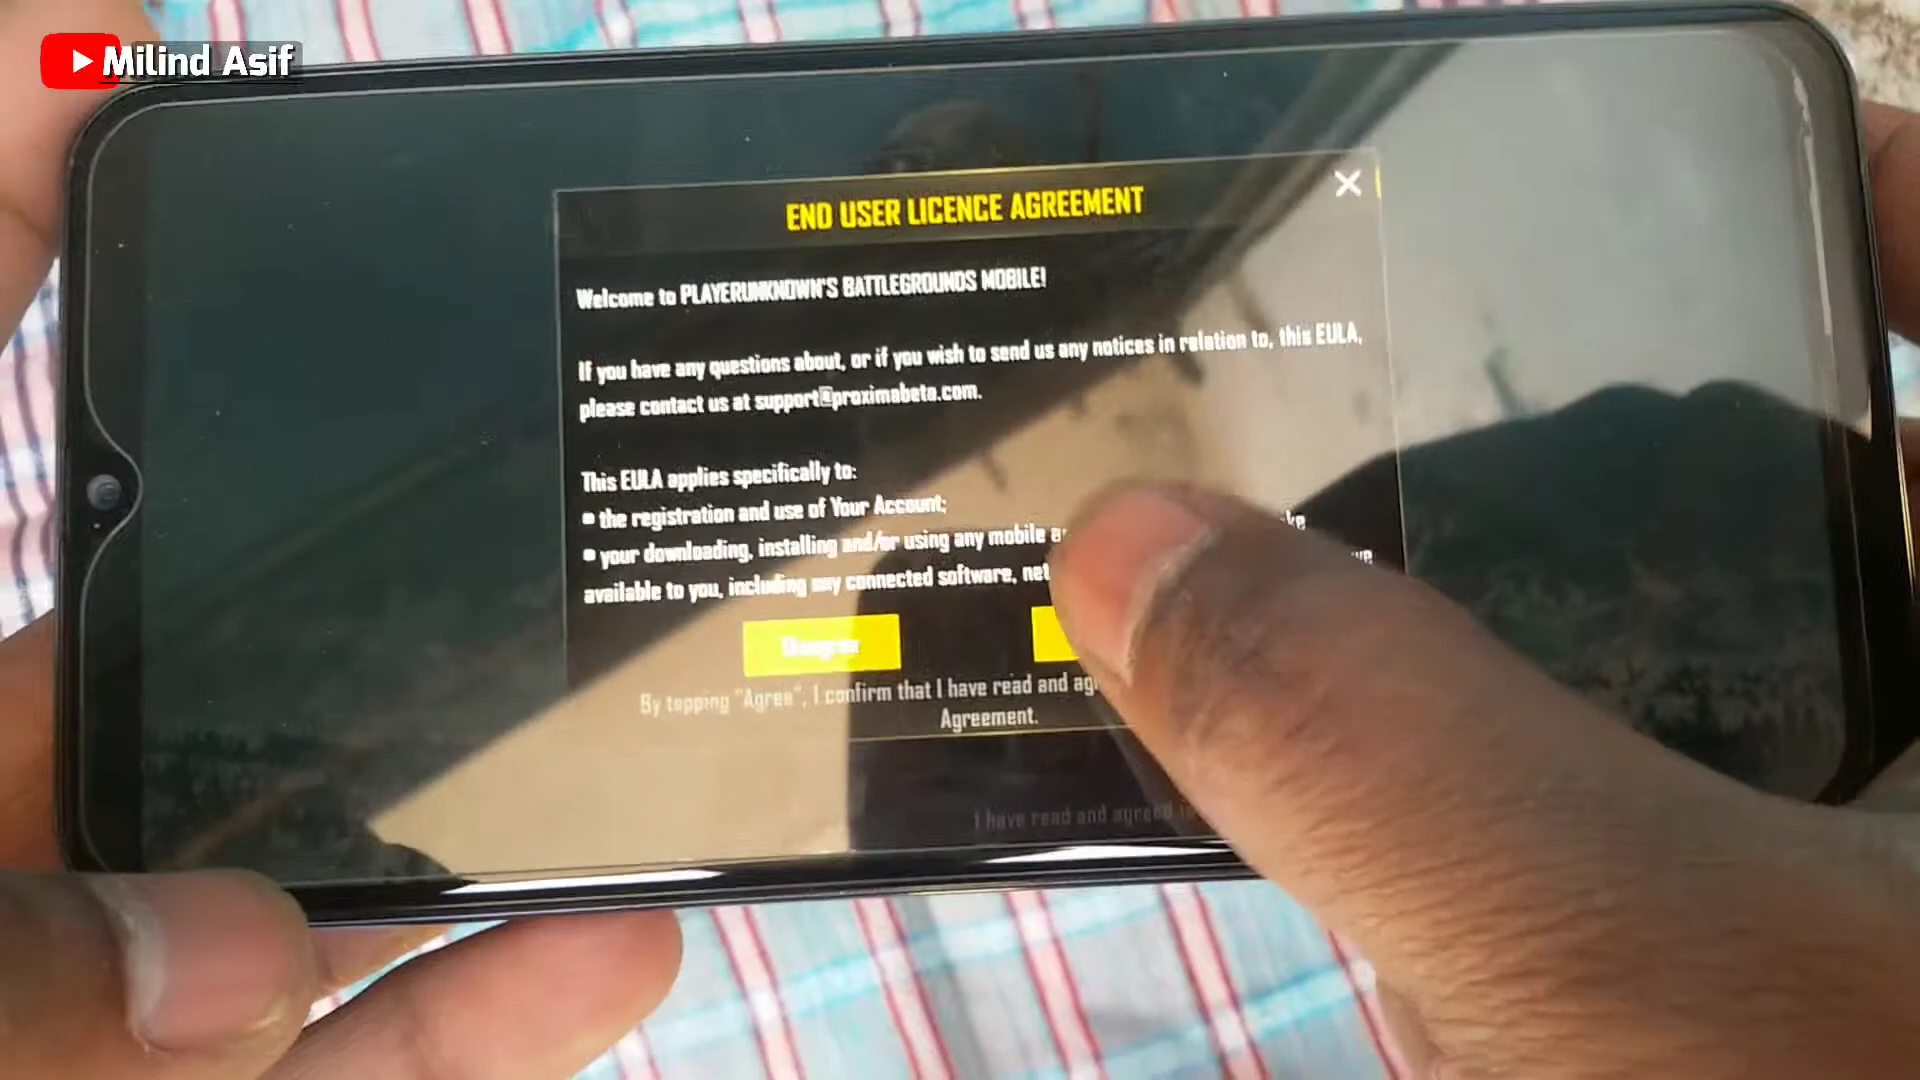 Milind Asif
END USER LICENCE AGREEMENT
Welcome to PLAYERUNKNOWN'S BATTLEGROUNDS MOBILE!
If you have any questions about, or if you wish to send us any notices in relation to, this EULA,
please contact us at support@proximabeta.com.
This EULA applies specifically to:
▪ the registration and use of Your Account;
▪ your downloading, installing and/or using any mobile
available to you, including any connected software,
Disagree
By tapping "Agree", I confirm that I have read and
Agreement.
I have read and agreed